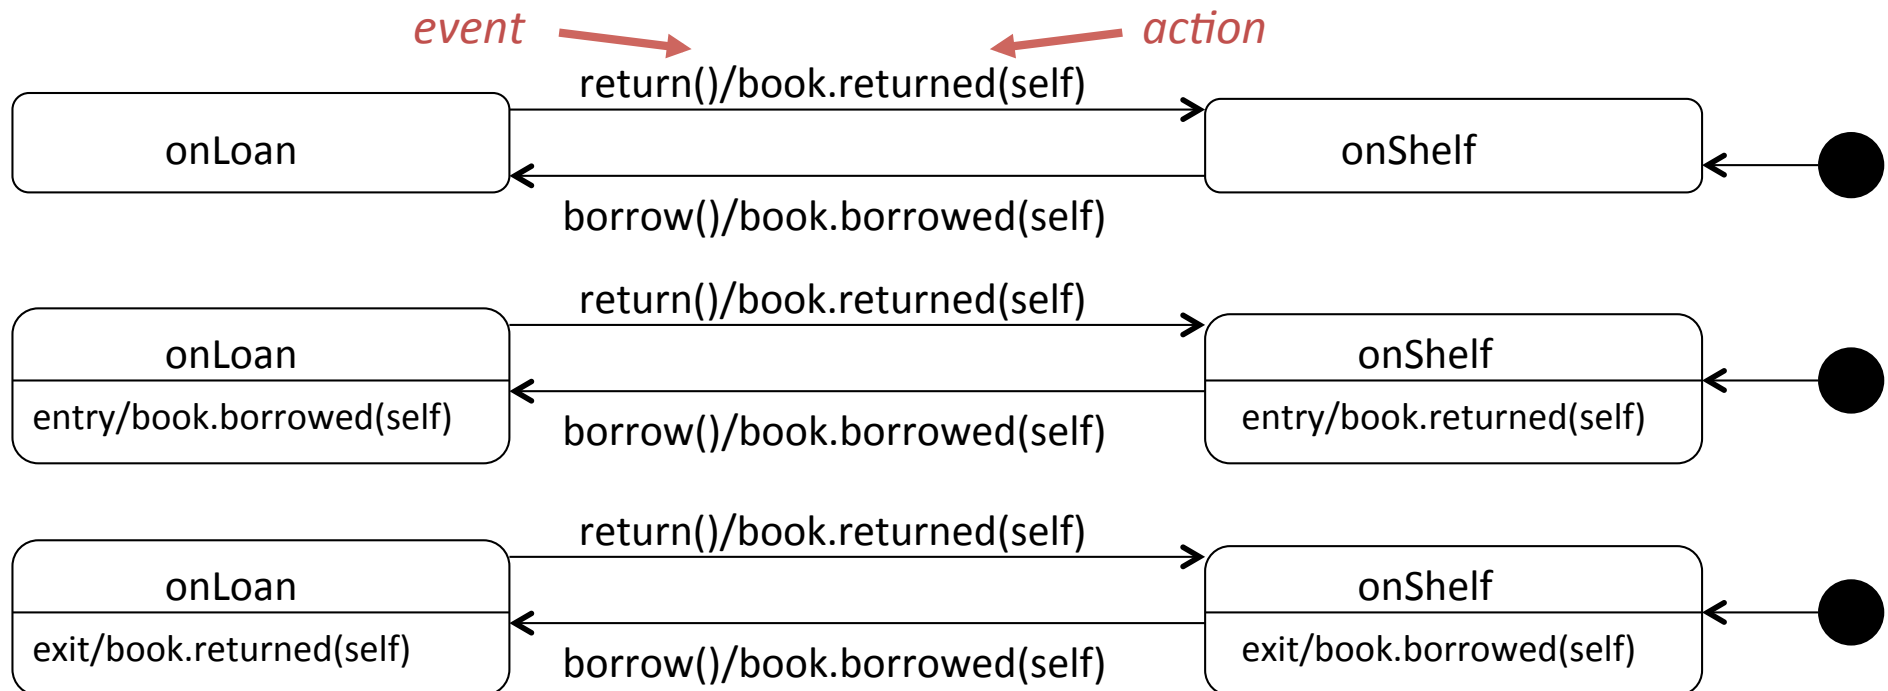 event action
return()/book.returned(self)
onLoan onShelf
borrow()/book.borrowed(self)
return()/book.returned(self)
onLoan onShelf
entry/book.borrowed(self) entry/book.returned(self)
borrow()/book.borrowed(self)
return()/book.returned(self)
onLoan onShelf
exit/book.returned(self) exit/book.borrowed(self)
borrow()/book.borrowed(self)